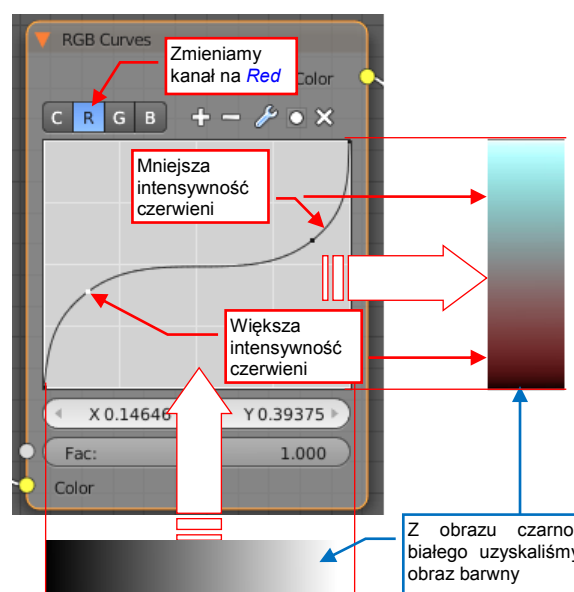 RGB Curves
Zmieniamy
kanał na Red
Color
C R G B
Mniejsza
intensywność
czerwieni
Większa
intensywność
czerwieni
X 0.14646 Y 0.39375
Fac: 1.000
Color
Z obrazu czarno
białego uzyskaliśmy
obraz barwny